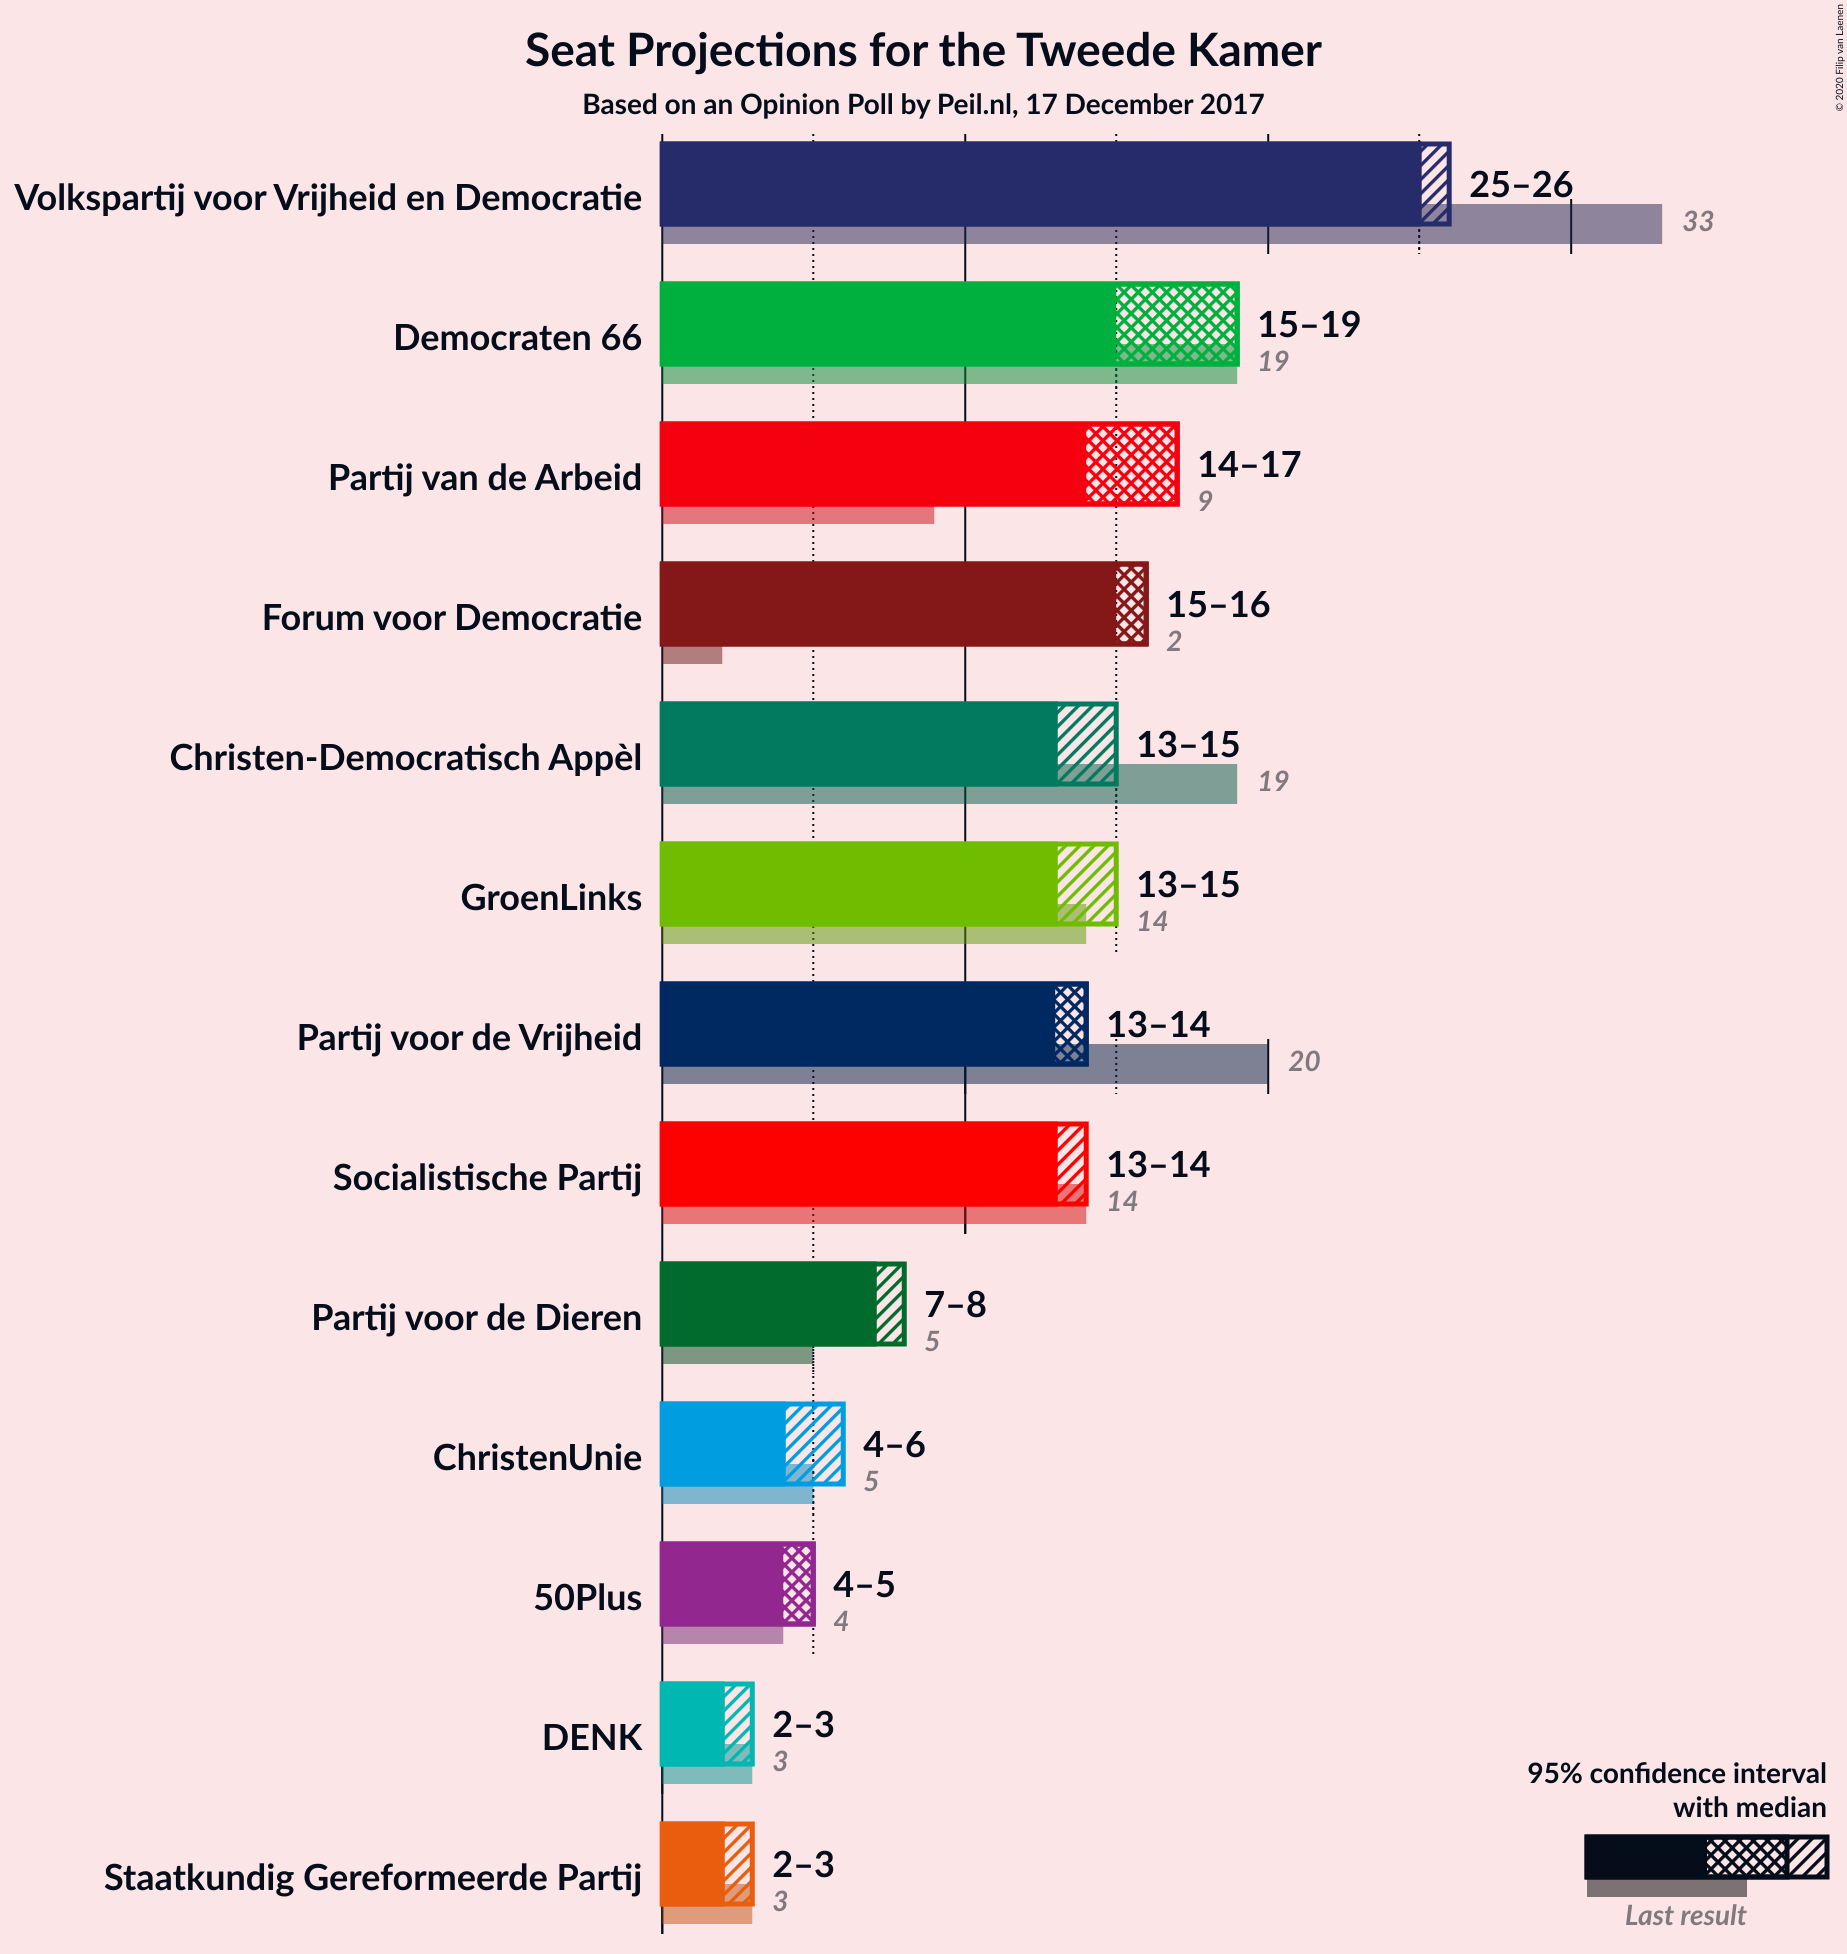 Seat Projections for the Tweede Kamer
Based on an Opinion Poll by Peil.nl, 17 December 2017
© 2020 Filip van Laenen
Volkspartij voor Vrijheid en Democratie
25–26
33
Democraten 66
15–19
19
Partij van de Arbeid
14–17
9
Forum voor Democratie
15–16
2
Christen-Democratisch Appèl
13–15
19
GroenLinks
13–15
14
Partij voor de Vrijheid
13–14
20
Socialistische Partij
13–14
14
Partij voor de Dieren
7–8
5
ChristenUnie
4–6
5
50Plus
4–5
4
DENK
2–3
3
Staatkundig Gereformeerde Partij
2–3
3
95% confidence interval
with median
Last result